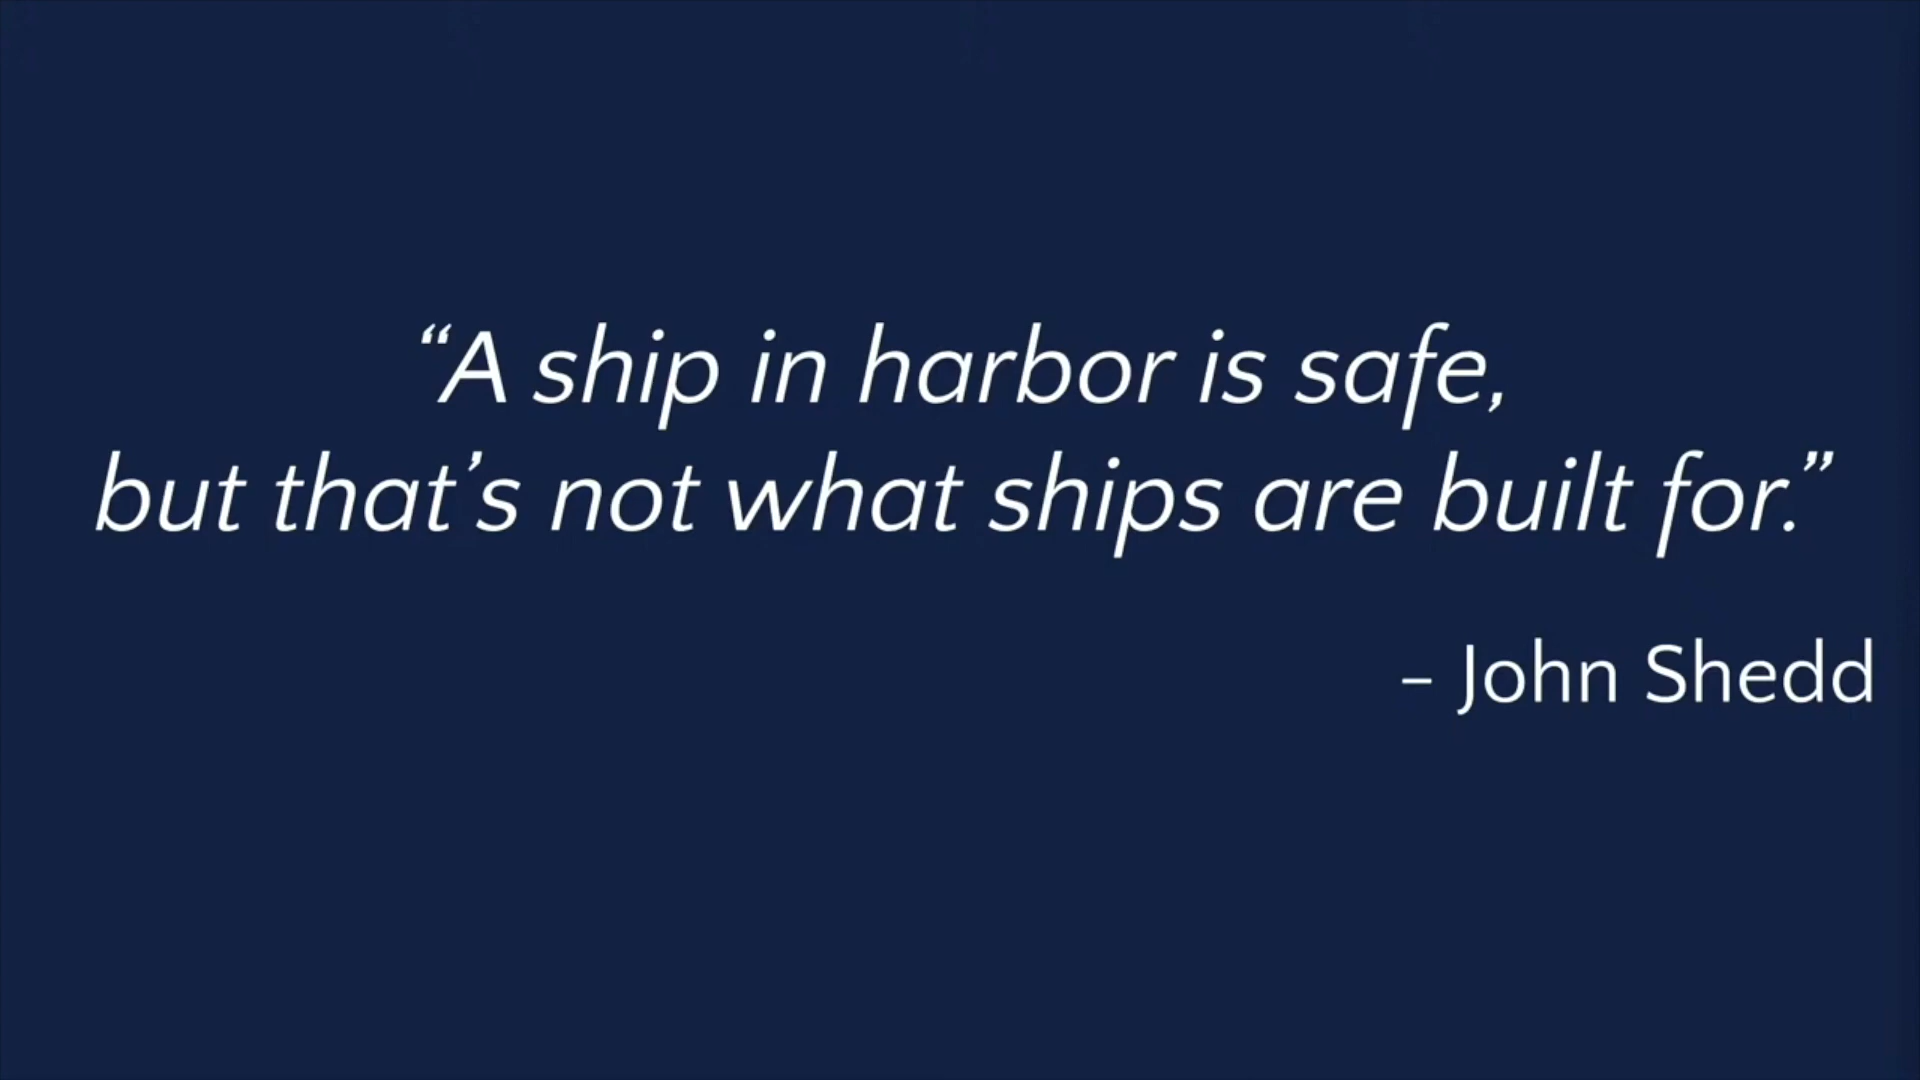 “A ship in harbor is safe,
but that’s not what ships are built for.”
– John Shedd